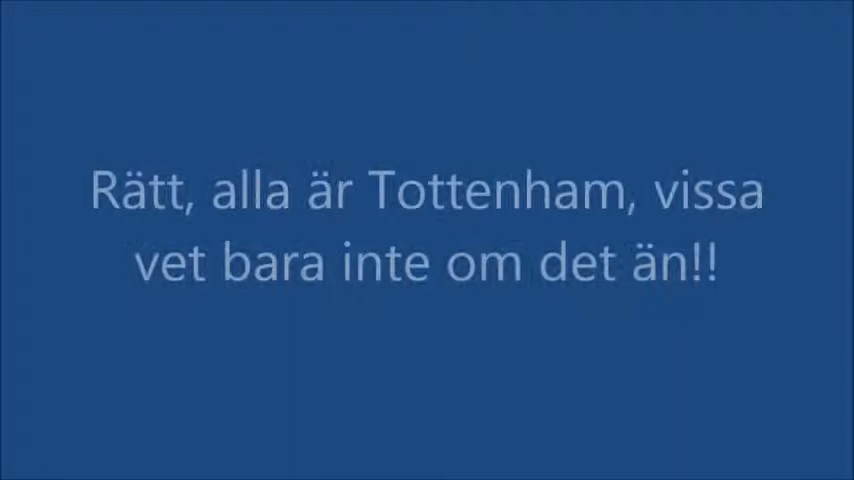 Rätt, alla är Tottenham, vissa
vet bara inte om det än!!